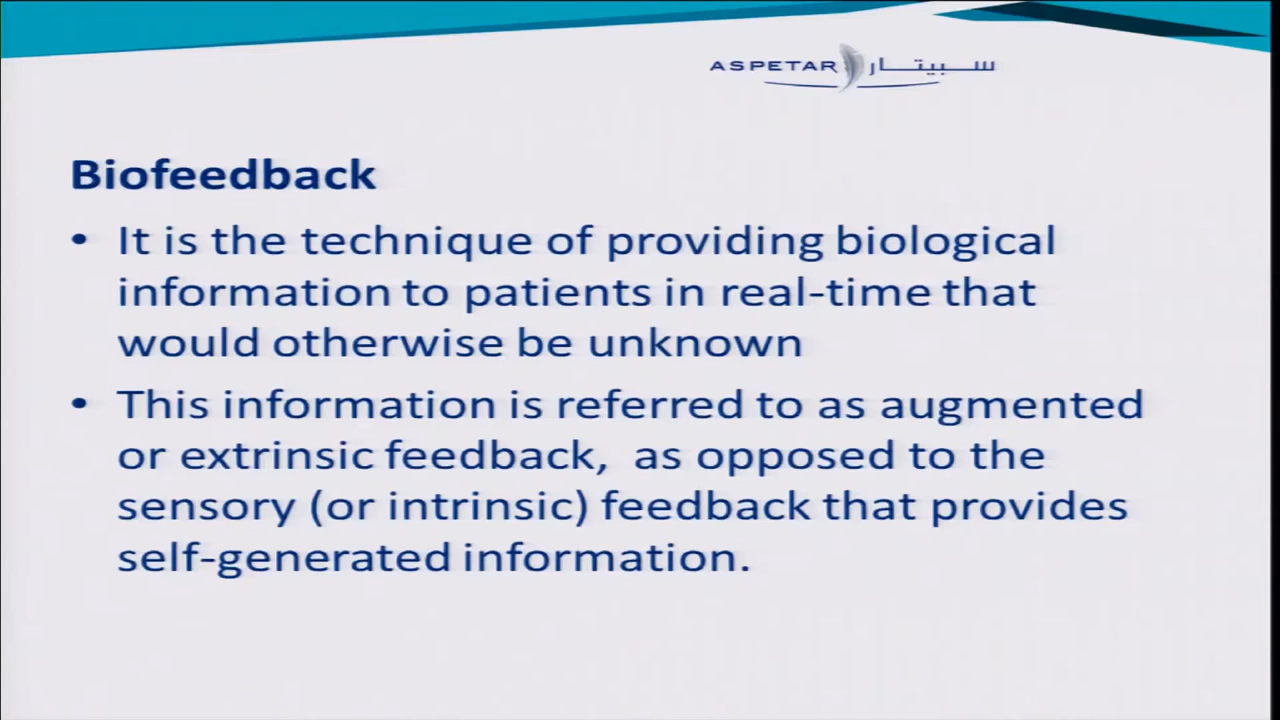 ASPETAR سبيتار
Biofeedback
• It is the technique of providing biological
information to patients in real-time that
would otherwise be unknown
• This information is referred to as augmented
or extrinsic feedback, as opposed to the
sensory (or intrinsic) feedback that provides
self-generated information.